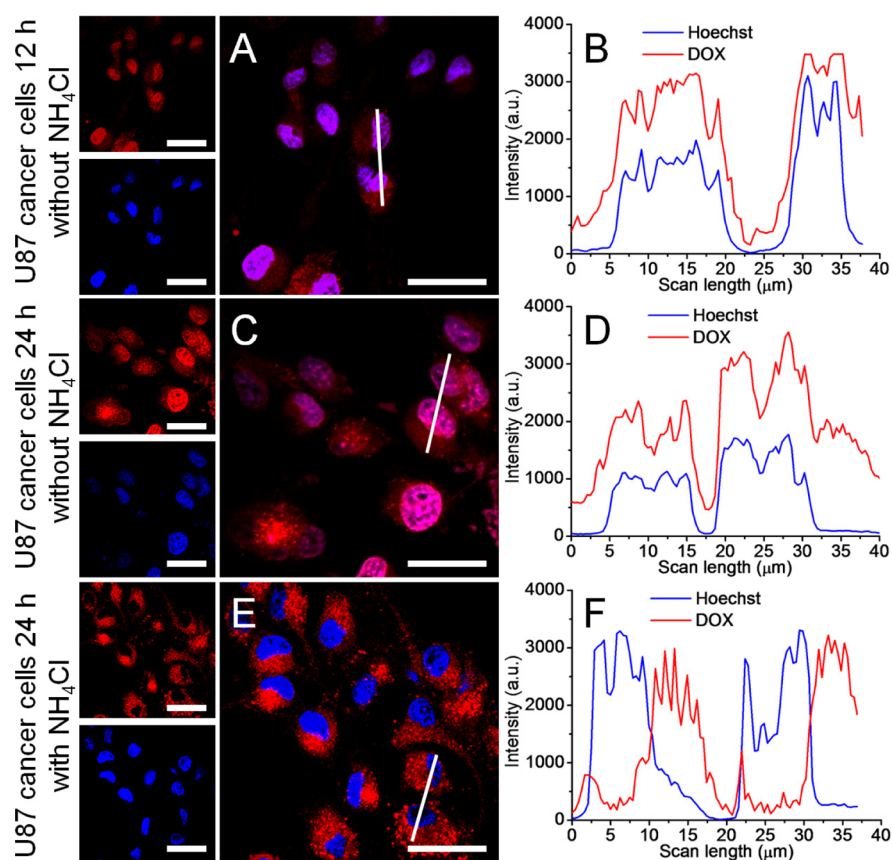 U87 cancer cells 12 h
without NH₄Cl
A
B
Hoechst
DOX
Intensity (a.u.)
4000
3000
2000
1000
0
0 5 10 15 20 25 30 35 40
Scan length (μm)
U87 cancer cells 24 h
without NH₄Cl
C
D
Hoechst
DOX
Intensity (a.u.)
4000
3000
2000
1000
0
0 5 10 15 20 25 30 35 40
Scan length (μm)
U87 cancer cells 24 h
with NH₄Cl
E
F
Hoechst
DOX
Intensity (a.u.)
4000
3000
2000
1000
0
0 5 10 15 20 25 30 35 40
Scan length (μm)